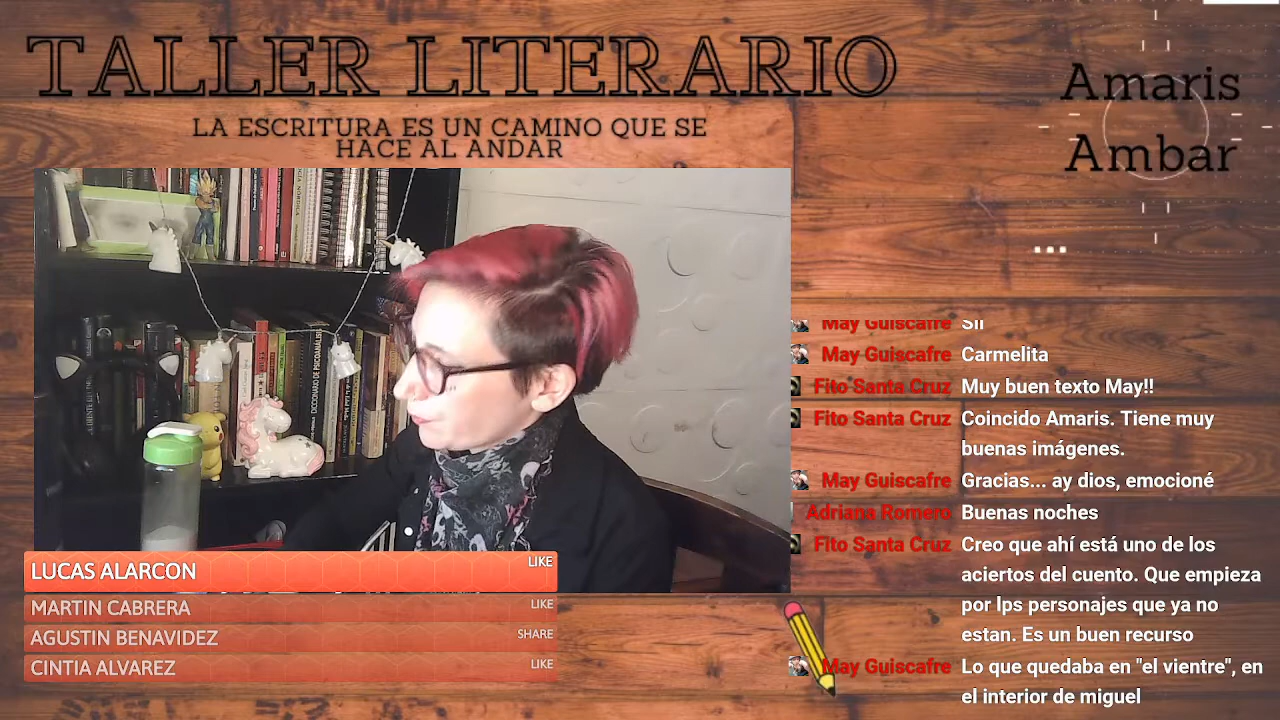 TALLER LITERARIO
LA ESCRITURA ES UN CAMINO QUE SE
HACE AL ANDAR
Amaris
Ambar
DICCIONARIO DE PSICOANÁLISIS
May Guiscafre SII
May Guiscafre Carmelita
Fito Santa Cruz Muy buen texto May!!
Fito Santa Cruz Coincido Amaris. Tiene muy
buenas imágenes.
May Guiscafre Gracias... ay dios, emocioné
Adriana Romero Buenas noches
Fito Santa Cruz Creo que ahí está uno de los
aciertos del cuento. Que empieza
por lps personajes que ya no
estan. Es un buen recurso
May Guiscafre Lo que quedaba en "el vientre", en
el interior de miguel
LUCAS ALARCON LIKE
MARTIN CABRERA LIKE
AGUSTIN BENAVIDEZ SHARE
CINTIA ALVAREZ LIKE